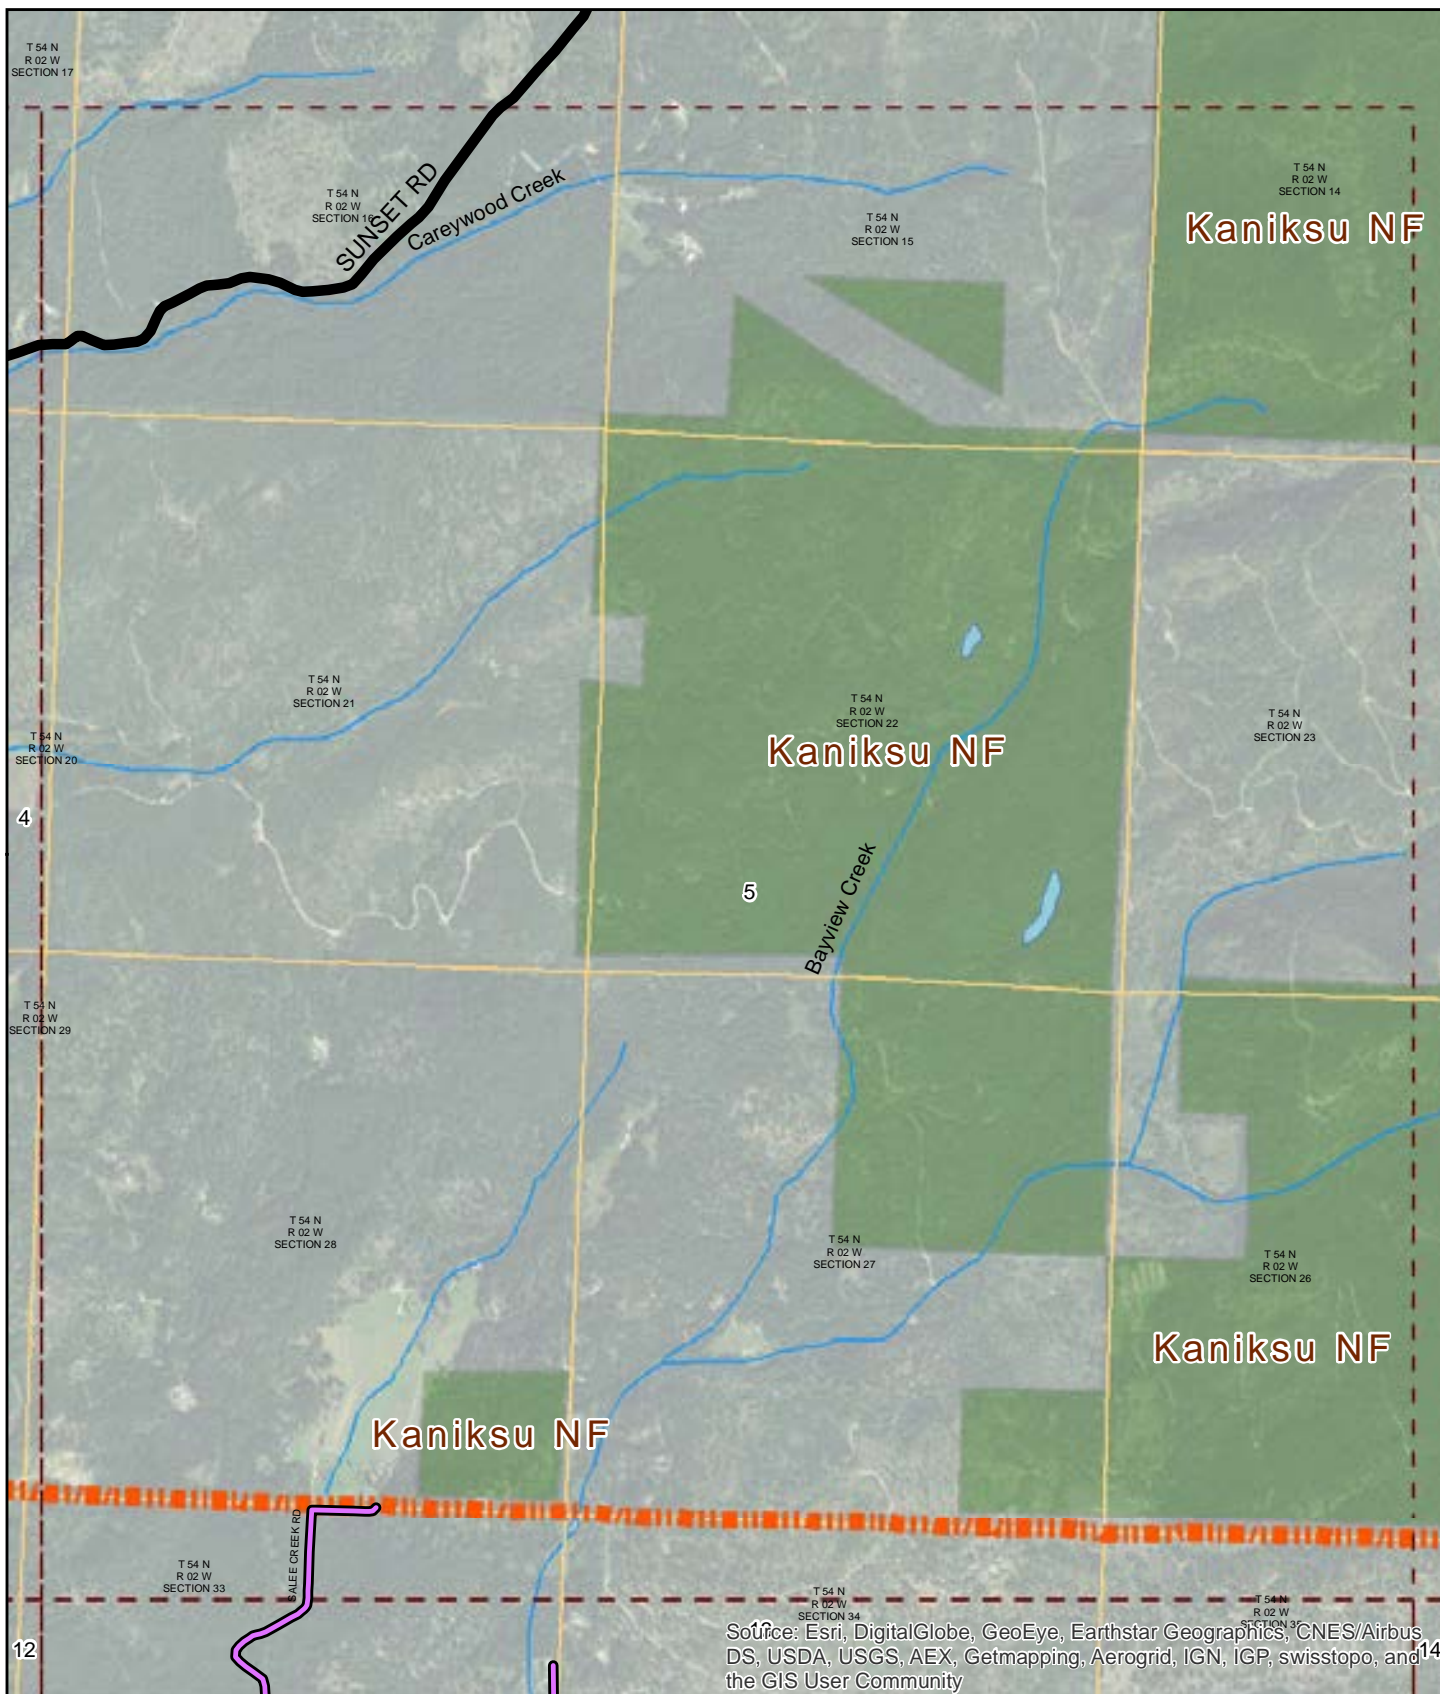 T 54 N
R 02 W
SECTION 17
T 54 N
R 02 W
SECTION 16
SUNSET RD
Careywood Creek
T 54 N
R 02 W
SECTION 15
T 54 N
R 02 W
SECTION 14
Kaniksu NF
T 54 N
R 02 W
SECTION 20
T 54 N
R 02 W
SECTION 21
T 54 N
R 02 W
SECTION 22
Kaniksu NF
T 54 N
R 02 W
SECTION 23
4
5
Bayview Creek
T 54 N
R 02 W
SECTION 29
T 54 N
R 02 W
SECTION 28
T 54 N
R 02 W
SECTION 27
T 54 N
R 02 W
SECTION 26
Kaniksu NF
Kaniksu NF
SALEE CREEK RD
T 54 N
R 02 W
SECTION 33
T 54 N
R 02 W
SECTION 34
T 54 N
R 02 W
SECTION 35
12
14
Source: Esri, DigitalGlobe, GeoEye, Earthstar Geographics, CNES/Airbus
DS, USDA, USGS, AEX, Getmapping, Aerogrid, IGN, IGP, swisstopo, and
the GIS User Community